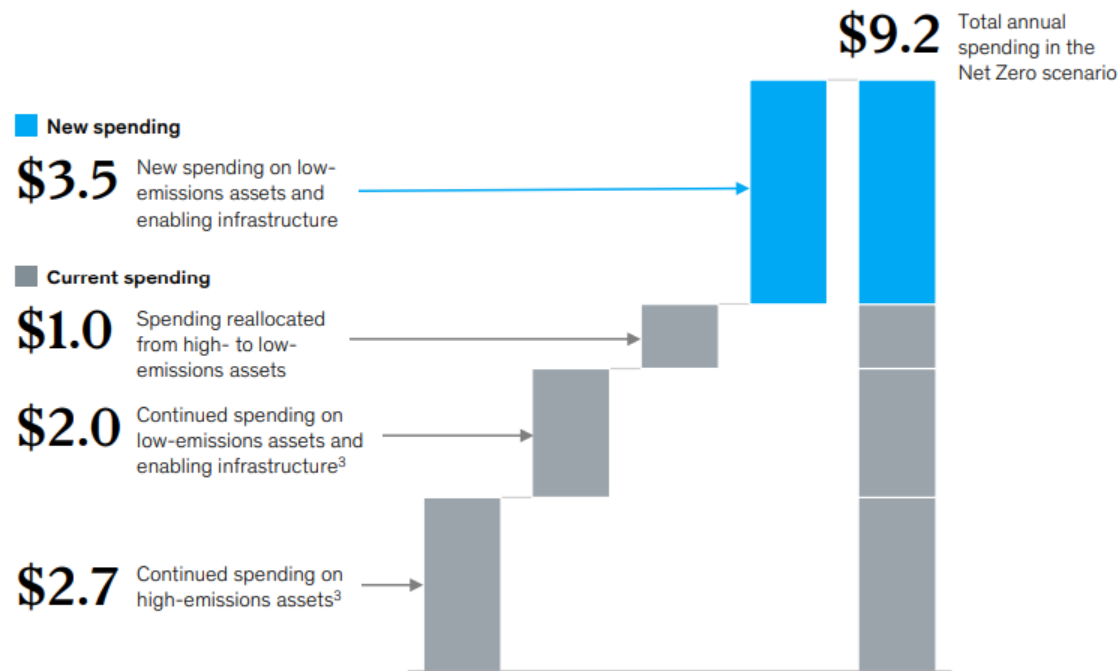 $9.2
Total annual
spending in the
Net Zero scenario
New spending
$3.5
New spending on low-
emissions assets and
enabling infrastructure
Current spending
$1.0
Spending reallocated
from high- to low-
emissions assets
$2.0
Continued spending on
low-emissions assets and
enabling infrastructure³
$2.7
Continued spending on
high-emissions assets³